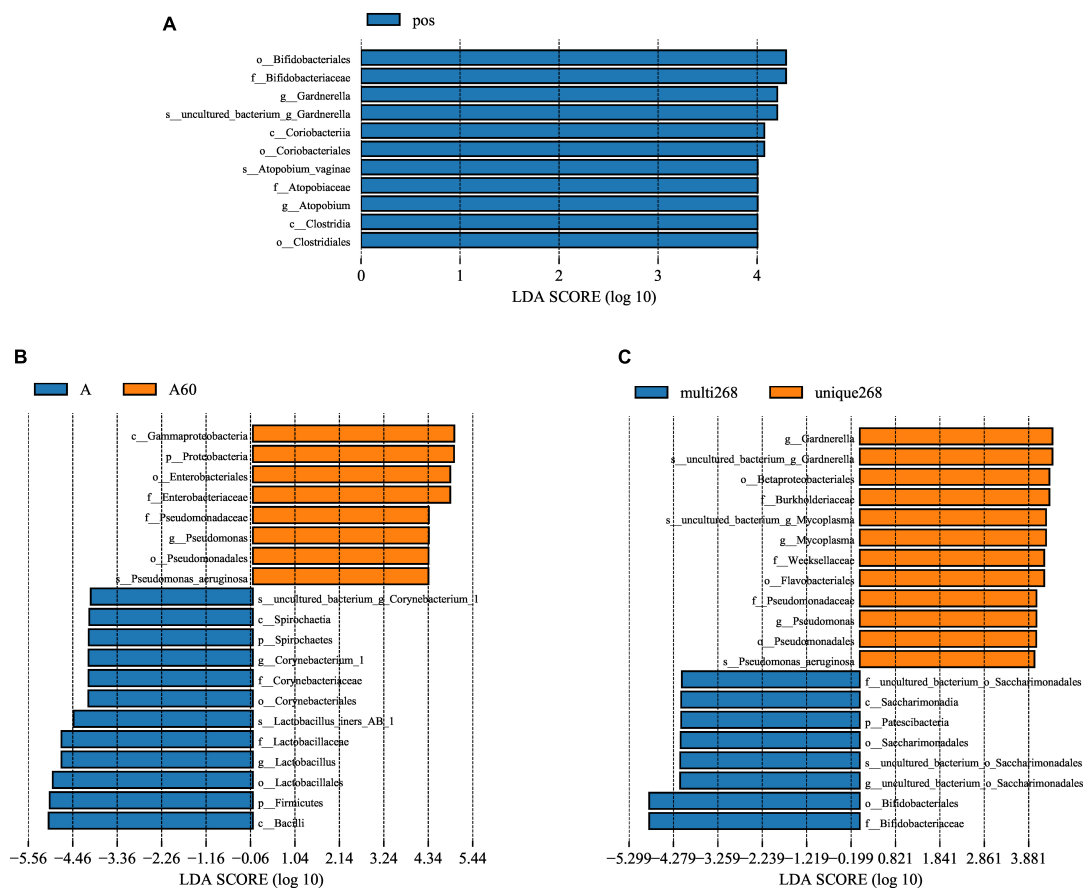 A
pos
o__Bifidobacteriales
f__Bifidobacteriaceae
g__Gardnerella
s__uncultured_bacterium_g_Gardnerella
c__Coriobacteriia
o__Coriobacteriales
s__Atopobium_vaginae
f__Atopobiaceae
g__Atopobium
c__Clostridia
o__Clostridiales
0 1 2 3 4
LDA SCORE (log 10)
B
A A60
c__Gammaproteobacteria
p__Proteobacteria
o__Enterobacteriales
f__Enterobacteriaceae
f__Pseudomonadaceae
g__Pseudomonas
o__Pseudomonadales
s__Pseudomonas_aeruginosa
s__uncultured_bacterium_g_Corynebacterium_1
c__Spirochaetia
p__Spirochaetes
g__Corynebacterium_1
f__Corynebacteriaceae
o__Corynebacteriales
s__Lactobacillus_iners_AB_1
f__Lactobacillaceae
g__Lactobacillus
o__Lactobacillales
p__Firmicutes
c__Bacilli
−5.56 −4.46 −3.36 −2.26 −1.16 −0.06 1.04 2.14 3.24 4.34 5.44
LDA SCORE (log 10)
C
multi268 unique268
g__Gardnerella
s__uncultured_bacterium_g_Gardnerella
o__Betaproteobacteriales
f__Burkholderiaceae
s__uncultured_bacterium_g_Mycoplasma
g__Mycoplasma
f__Weeksellaceae
o__Flavobacteriales
f__Pseudomonadaceae
g__Pseudomonas
o__Pseudomonadales
s__Pseudomonas_aeruginosa
f__uncultured_bacterium_o_Saccharimonadales
c__Saccharimonadia
p__Patescibacteria
o__Saccharimonadales
s__uncultured_bacterium_o_Saccharimonadales
g__uncultured_bacterium_o_Saccharimonadales
o__Bifidobacteriales
f__Bifidobacteriaceae
−5.299 −4.279 −3.259 −2.239 −1.219 −0.199 0.821 1.841 2.861 3.881
LDA SCORE (log 10)